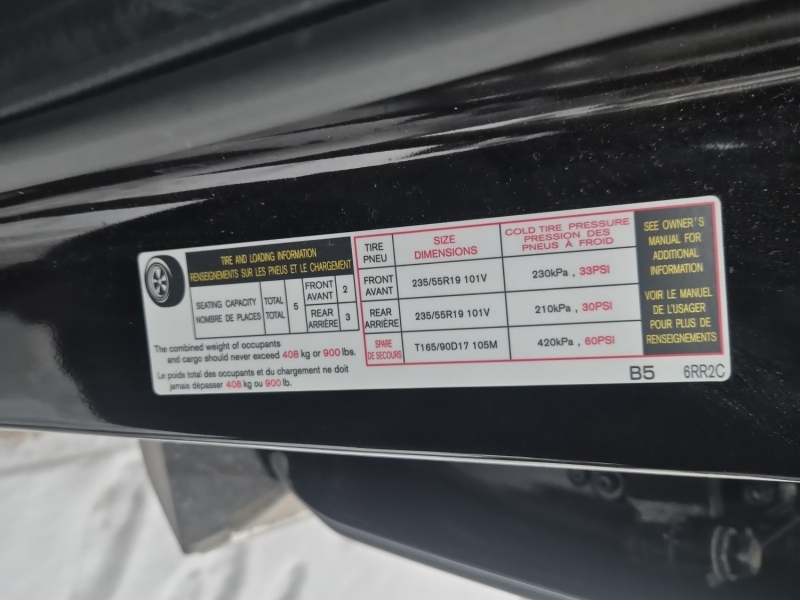 TIRE AND LOADING INFORMATION
RENSEIGNEMENTS SUR LES PNEUS ET LE CHARGEMENT
SEATING CAPACITY
NOMBRE DE PLACES
TOTAL
TOTAL
5
FRONT
AVANT
2
REAR
ARRIÈRE
3
The combined weight of occupants
and cargo should never exceed 408 kg or 900 lbs.
Le poids total des occupants et du chargement ne doit
jamais dépasser 408 kg ou 900 lb.
TIRE
PNEU
SIZE
DIMENSIONS
COLD TIRE PRESSURE
PRESSION DES
PNEUS À FROID
FRONT
AVANT
235/55R19 101V
230kPa , 33PSI
REAR
ARRIÈRE
235/55R19 101V
210kPa , 30PSI
SPARE
DE SECOURS
T165/90D17 105M
420kPa , 60PSI
SEE OWNER'S
MANUAL FOR
ADDITIONAL
INFORMATION
VOIR LE MANUEL
DE L'USAGER
POUR PLUS DE
RENSEIGNEMENTS
B5 6RR2C